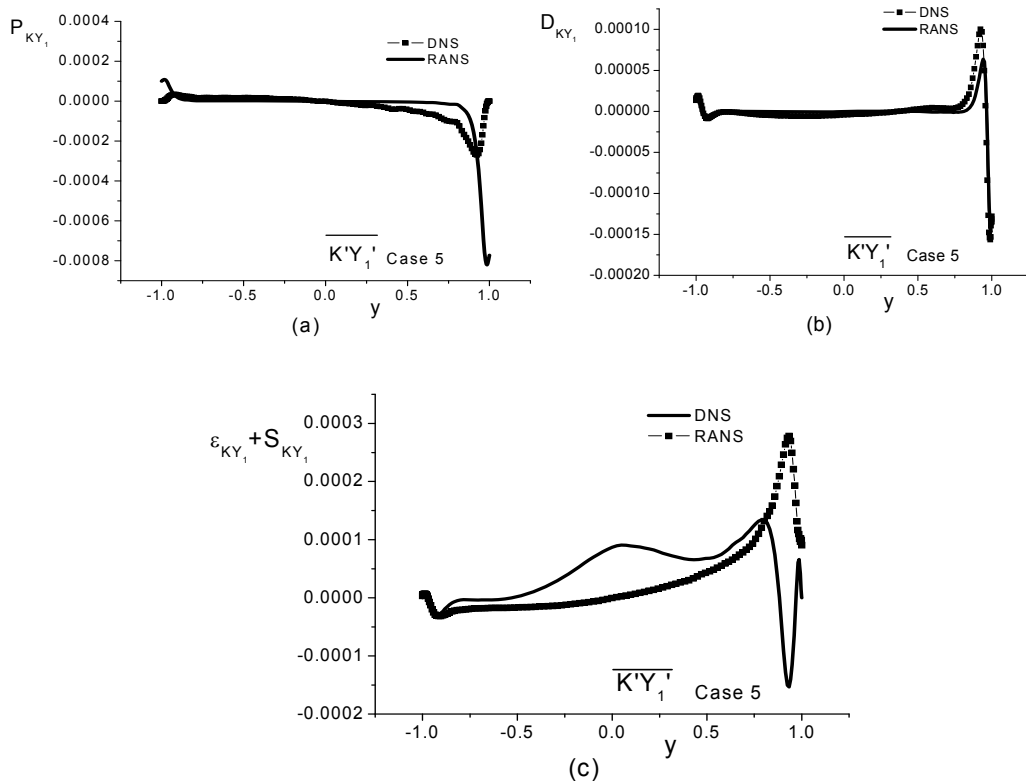 P_KY₁
0.0004
0.0002
0.0000
-0.0002
-0.0004
-0.0006
-0.0008
DNS
RANS
K'Y₁' Case 5
-1.0 -0.5 0.0 0.5 1.0
y
(a)
D_KY₁
0.00010
0.00005
0.00000
-0.00005
-0.00010
-0.00015
-0.00020
DNS
RANS
K'Y₁' Case 5
-1.0 -0.5 0.0 0.5 1.0
y
(b)
ε_KY₁+S_KY₁
0.0003
0.0002
0.0001
0.0000
-0.0001
-0.0002
DNS
RANS
K'Y₁' Case 5
-1.0 -0.5 0.0 0.5 1.0
y
(c)